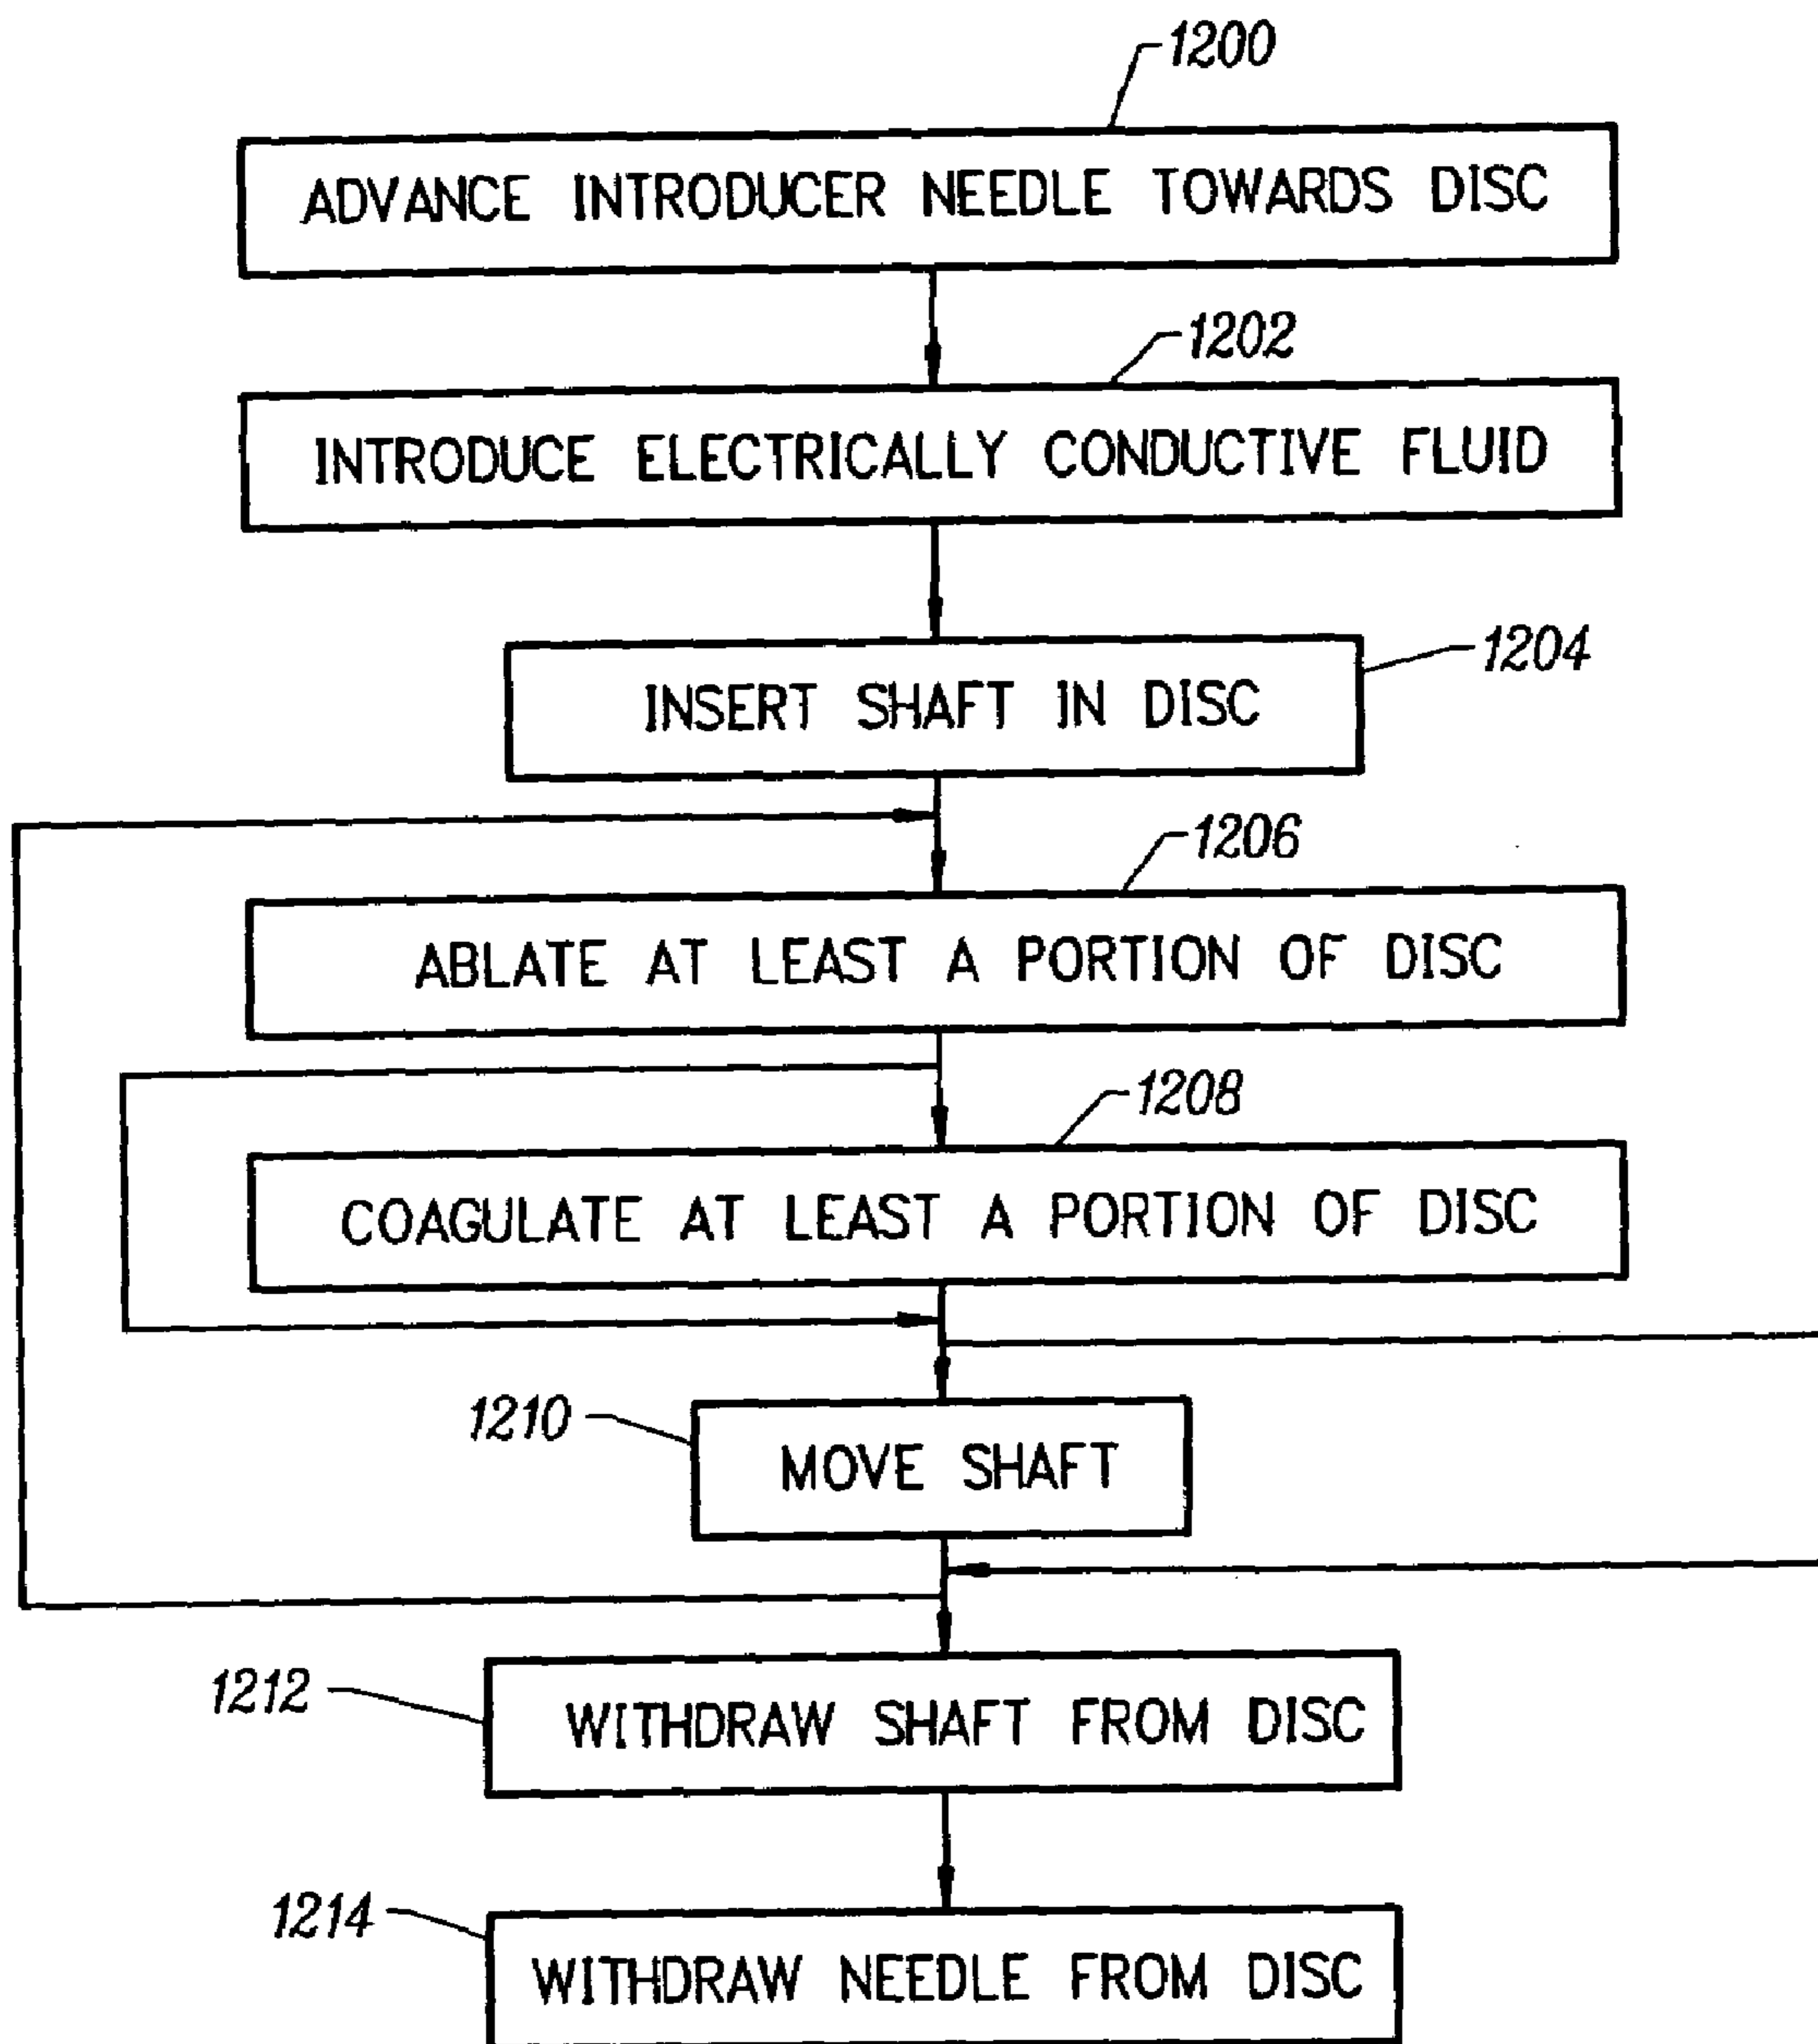 1200
ADVANCE INTRODUCER NEEDLE TOWARDS DISC
1202
INTRODUCE ELECTRICALLY CONDUCTIVE FLUID
1204
INSERT SHAFT IN DISC
1206
ABLATE AT LEAST A PORTION OF DISC
1208
COAGULATE AT LEAST A PORTION OF DISC
1210
MOVE SHAFT
1212
WITHDRAW SHAFT FROM DISC
1214
WITHDRAW NEEDLE FROM DISC